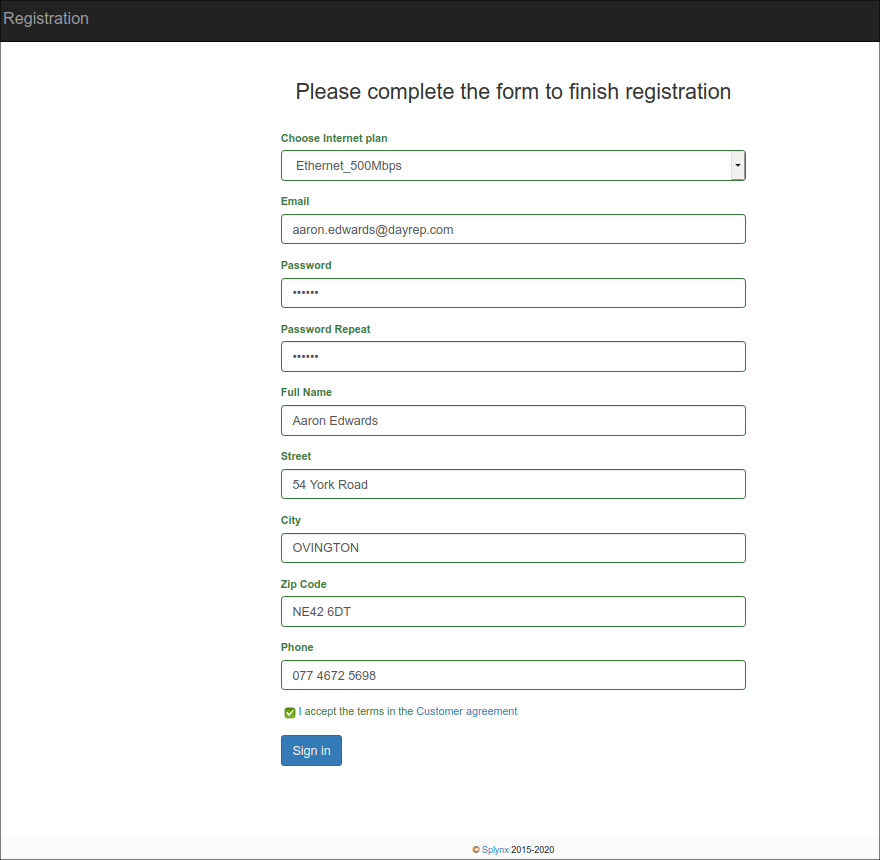 Registration
Please complete the form to finish registration
Choose Internet plan
Ethernet_500Mbps
Email
aaron.edwards@dayrep.com
Password
••••••
Password Repeat
••••••
Full Name
Aaron Edwards
Street
54 York Road
City
OVINGTON
Zip Code
NE42 6DT
Phone
077 4672 5698
I accept the terms in the Customer agreement
Sign in
© Splynx 2015-2020